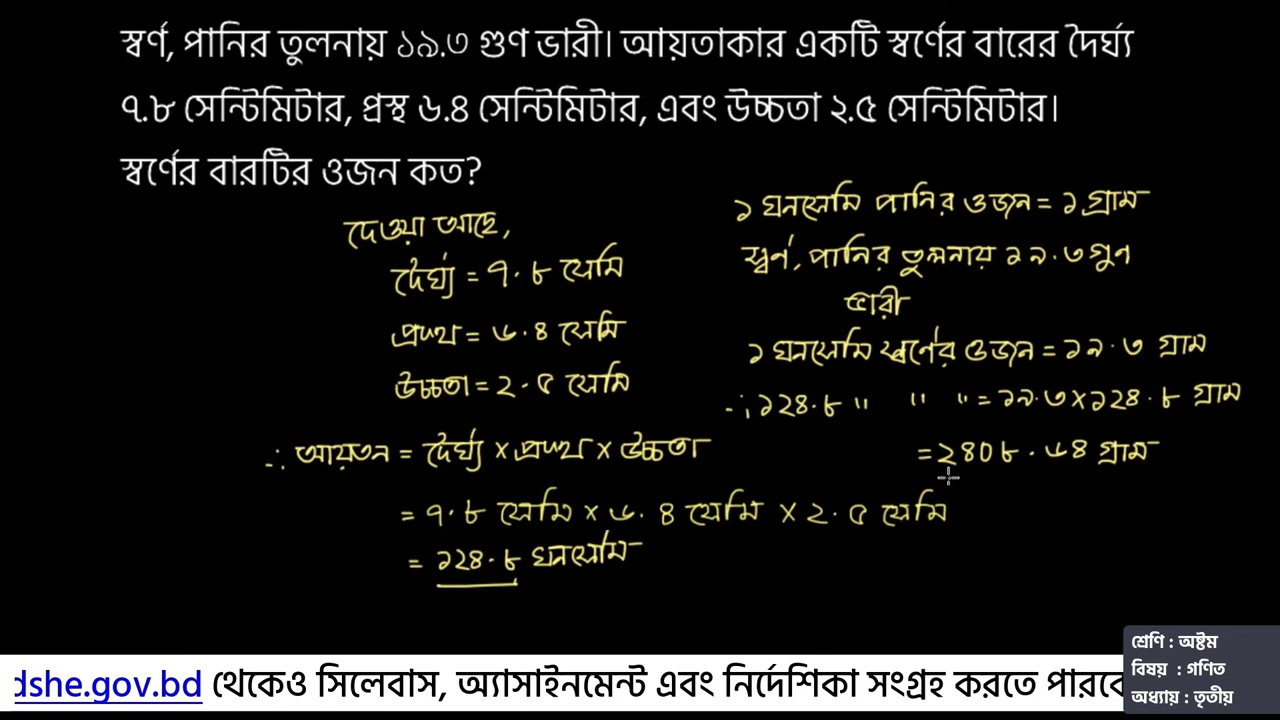 স্বর্ণ, পানির তুলনায় ১৯.৩ গুণ ভারী। আয়তাকার একটি স্বর্ণের বারের দৈর্ঘ্য
৭.৮ সেন্টিমিটার, প্রস্থ ৬.৪ সেন্টিমিটার, এবং উচ্চতা ২.৫ সেন্টিমিটার।
স্বর্ণের বারটির ওজন কত?
দেওয়া আছে,
দৈর্ঘ্য = ৭.৮ সেমি
প্রস্থ = ৬.৪ সেমি
উচ্চতা = ২.৫ সেমি
∴ আয়তন = দৈর্ঘ্য × প্রস্থ × উচ্চতা
= ৭.৮ সেমি × ৬.৪ সেমি × ২.৫ সেমি
= ১২৪.৮ ঘনসেমি
১ ঘনসেমি পানির ওজন = ১ গ্রাম
স্বর্ণ, পানির তুলনায় ১৯.৩ গুন
ভারী
১ ঘনসেমি স্বর্ণের ওজন = ১৯.৩ গ্রাম
∴ ১২৪.৮ " " " = ১৯.৩ × ১২৪.৮ গ্রাম
= ২৪০৮.৬৪ গ্রাম
শ্রেণি : অষ্টম
বিষয় : গণিত
অধ্যায় : তৃতীয়
dshe.gov.bd থেকেও সিলেবাস, অ্যাসাইনমেন্ট এবং নির্দেশিকা সংগ্রহ করতে পারবে